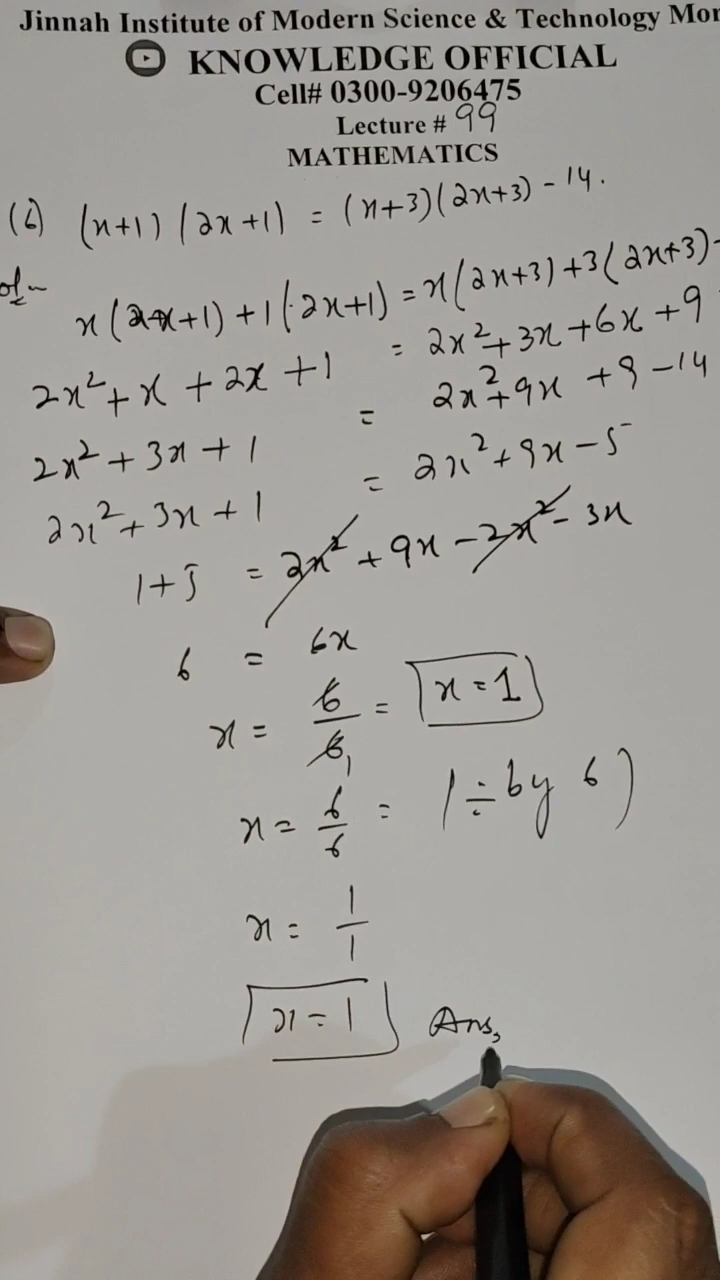 Jinnah Institute of Modern Science & Technology Mor
KNOWLEDGE OFFICIAL
Cell# 0300-9206475
Lecture # 99
MATHEMATICS
(6) (x+1) (2x+1) = (x+3)(2x+3) - 14.
x(2x+1) + 1(2x+1) = x(2x+3) + 3(2x+3) -
2x² + x + 2x + 1 = 2x² + 3x + 6x + 9
2x² + 3x + 1 = 2x² + 9x + 9 - 14
2x² + 3x + 1 = 2x² + 9x - 5
1+5 = 2x² + 9x - 2x² - 3x
6 = 6x
x = 6/6₁ = x = 1
x = 6/6 = (÷ by 6)
x = 1/1
x = 1 Ans,